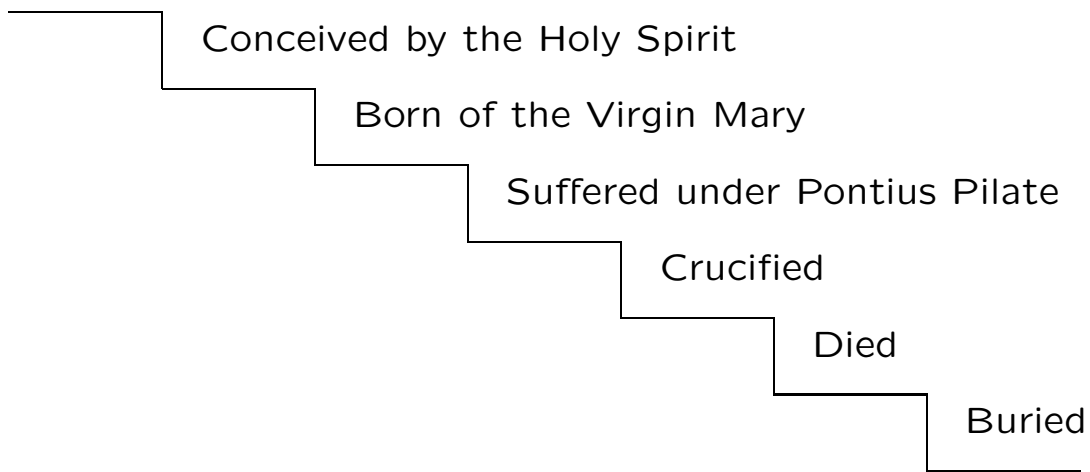 Conceived by the Holy Spirit
Born of the Virgin Mary
Suffered under Pontius Pilate
Crucified
Died
Buried